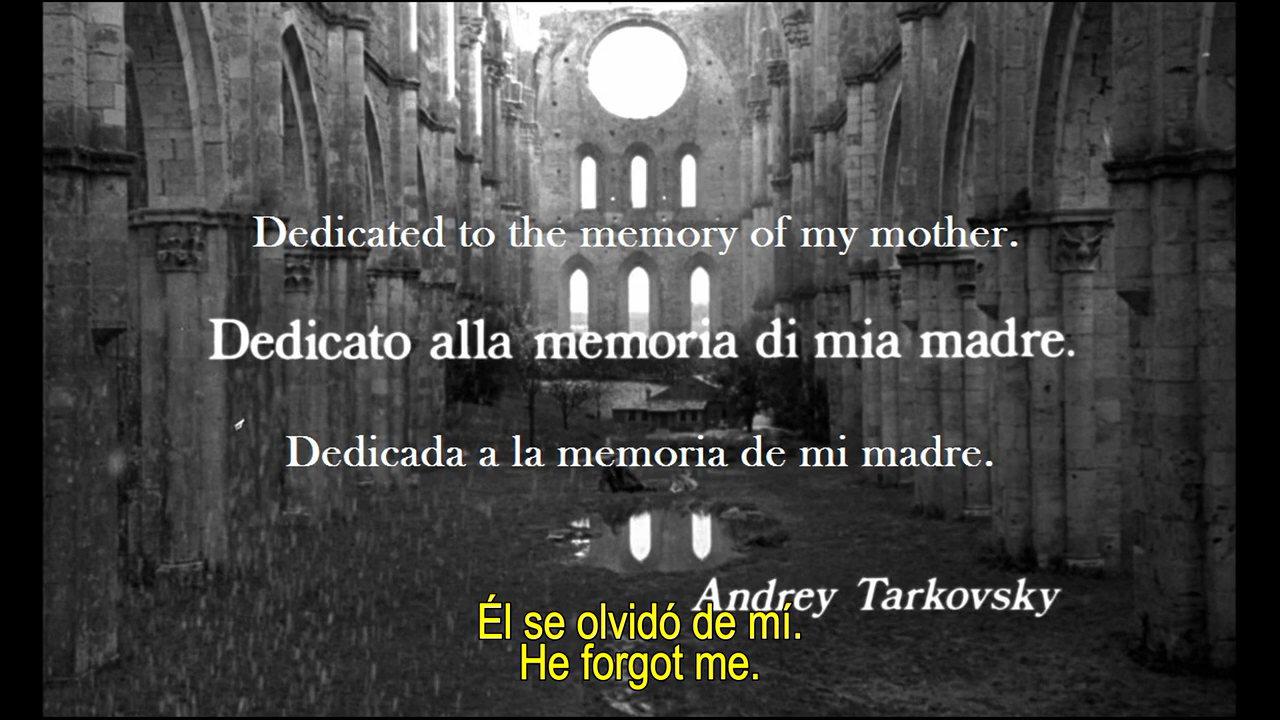 Dedicated to the memory of my mother.
Dedicato alla memoria di mia madre.
Dedicada a la memoria de mi madre.
Andrey Tarkovsky
Él se olvidó de mí.
He forgot me.